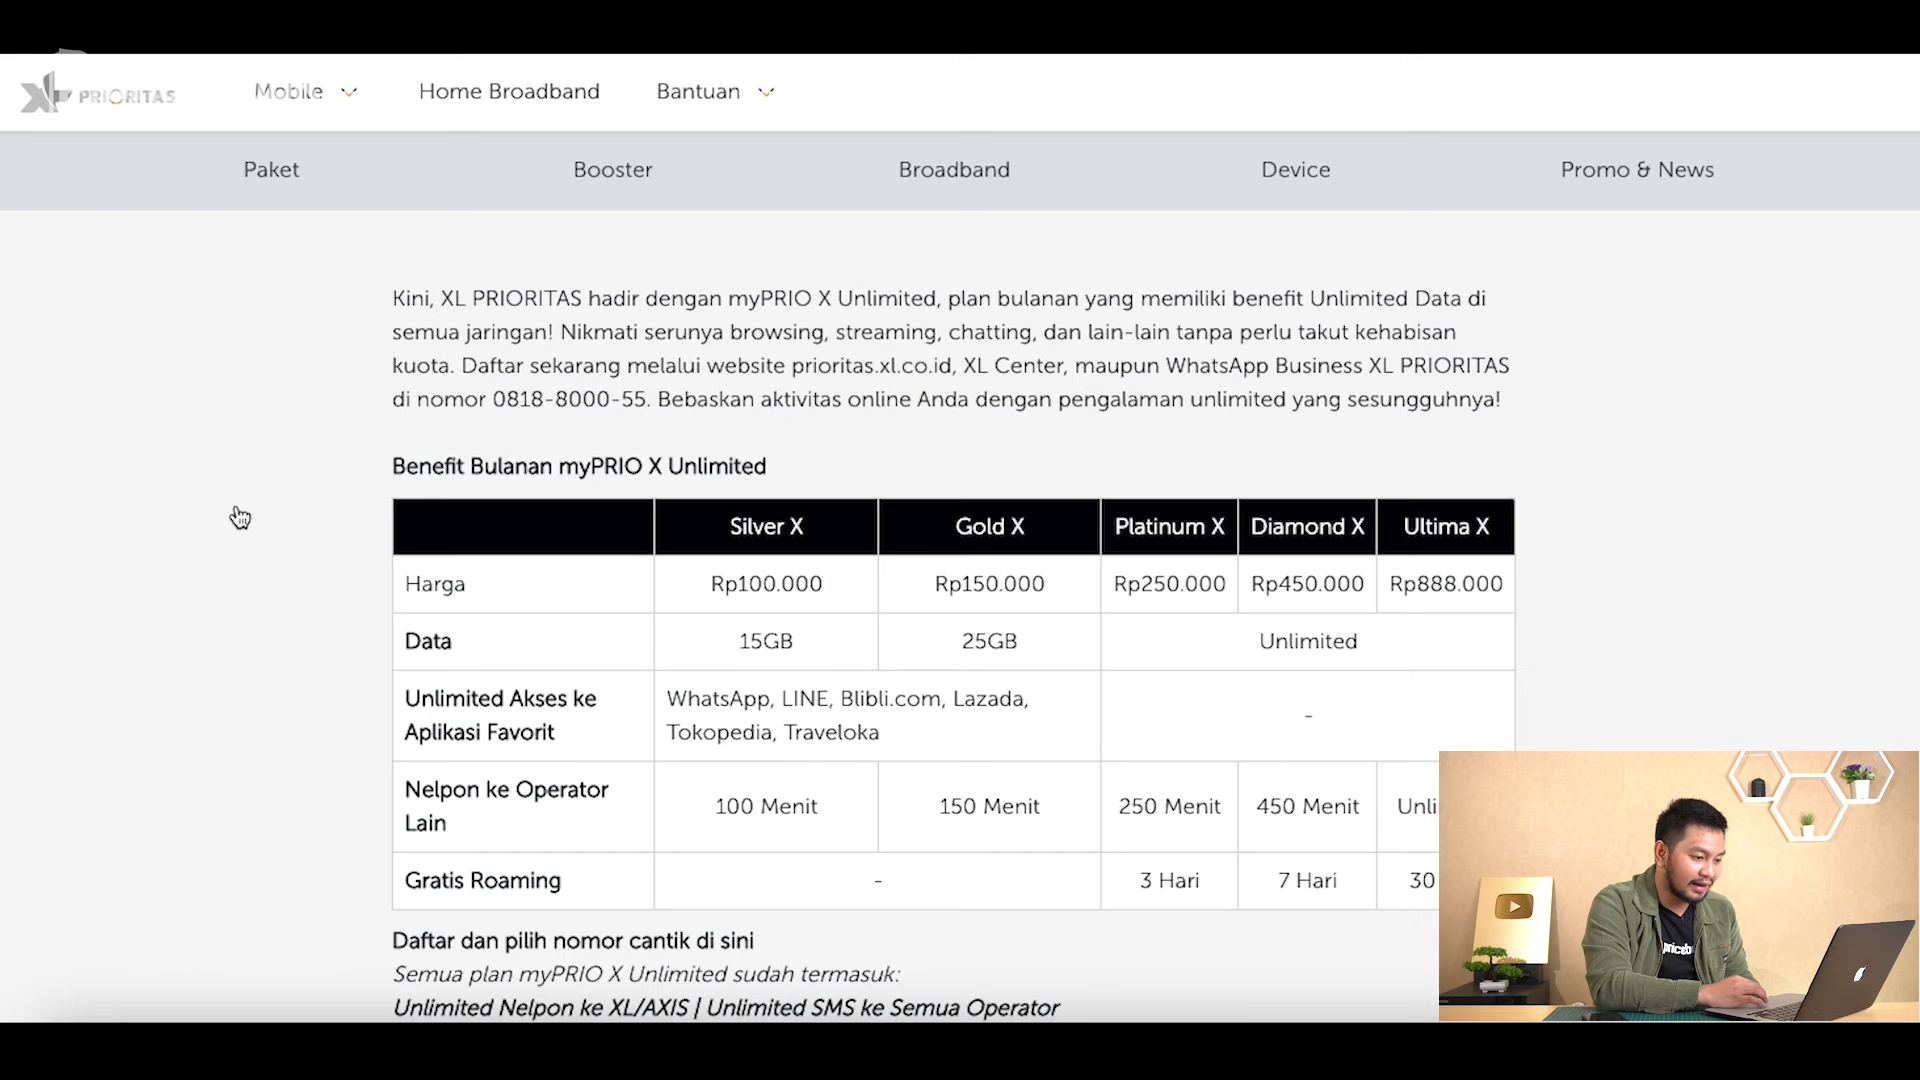 XL PRIORITAS
Mobile
Home Broadband
Bantuan
Paket
Booster
Broadband
Device
Promo & News
Kini, XL PRIORITAS hadir dengan myPRIO X Unlimited, plan bulanan yang memiliki benefit Unlimited Data di
semua jaringan! Nikmati serunya browsing, streaming, chatting, dan lain-lain tanpa perlu takut kehabisan
kuota. Daftar sekarang melalui website prioritas.xl.co.id, XL Center, maupun WhatsApp Business XL PRIORITAS
di nomor 0818-8000-55. Bebaskan aktivitas online Anda dengan pengalaman unlimited yang sesungguhnya!
Benefit Bulanan myPRIO X Unlimited
Silver X
Gold X
Platinum X
Diamond X
Ultima X
Harga
Rp100.000
Rp150.000
Rp250.000
Rp450.000
Rp888.000
Data
15GB
25GB
Unlimited
Unlimited Akses ke
Aplikasi Favorit
WhatsApp, LINE, Blibli.com, Lazada,
Tokopedia, Traveloka
-
Nelpon ke Operator
Lain
100 Menit
150 Menit
250 Menit
450 Menit
Unli
Gratis Roaming
-
3 Hari
7 Hari
30
Daftar dan pilih nomor cantik di sini
Semua plan myPRIO X Unlimited sudah termasuk:
Unlimited Nelpon ke XL/AXIS | Unlimited SMS ke Semua Operator